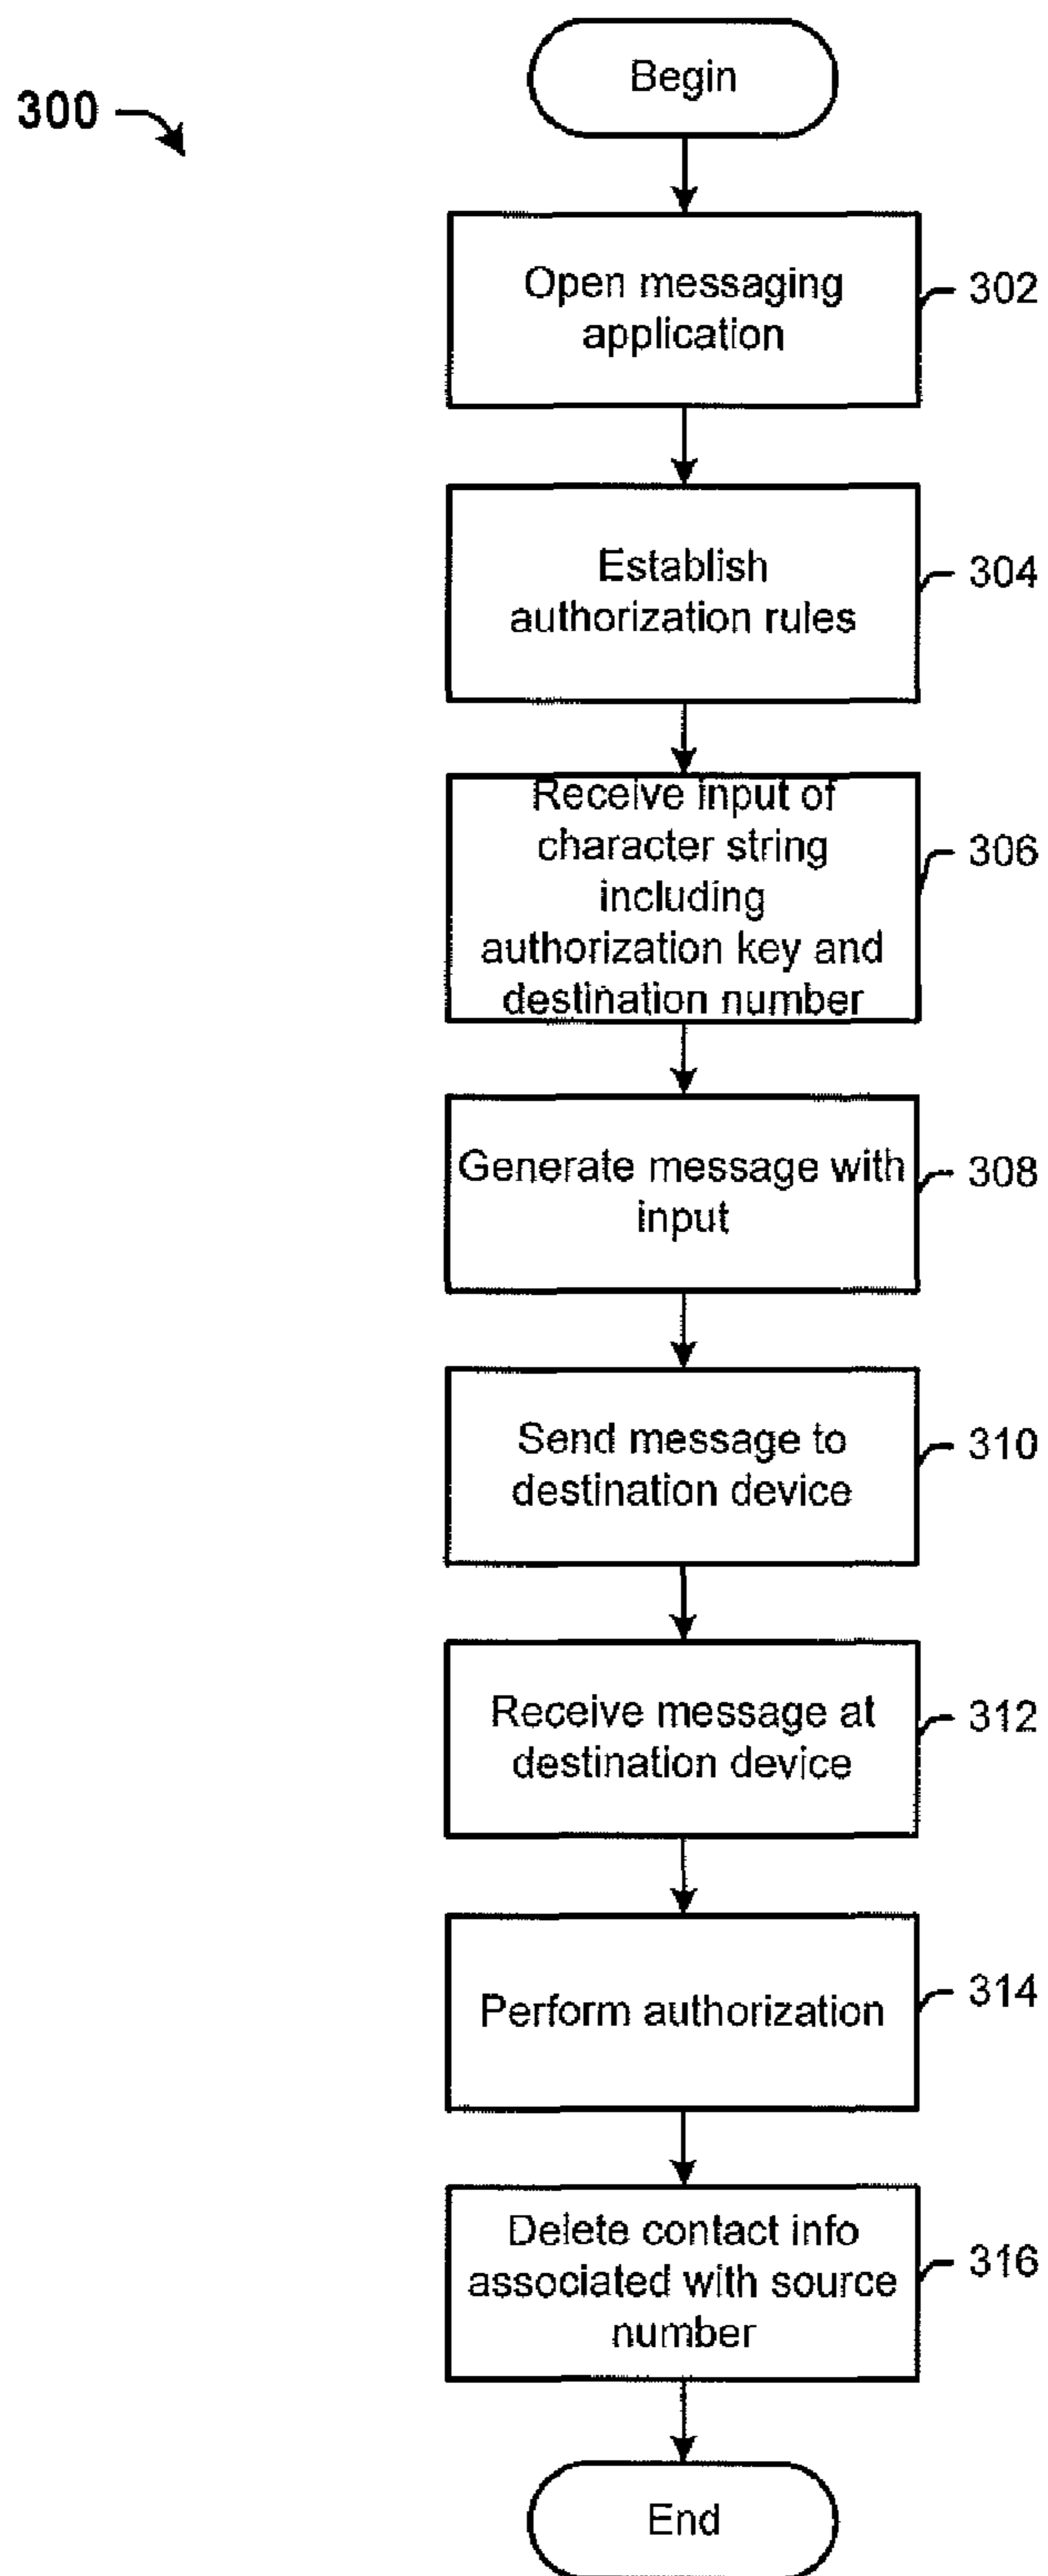 Begin
300
Open messaging
application
302
Establish
authorization rules
304
Receive input of
character string
including
authorization key and
destination number
306
Generate message with
input
308
Send message to
destination device
310
Receive message at
destination device
312
Perform authorization
314
Delete contact info
associated with source
number
316
End